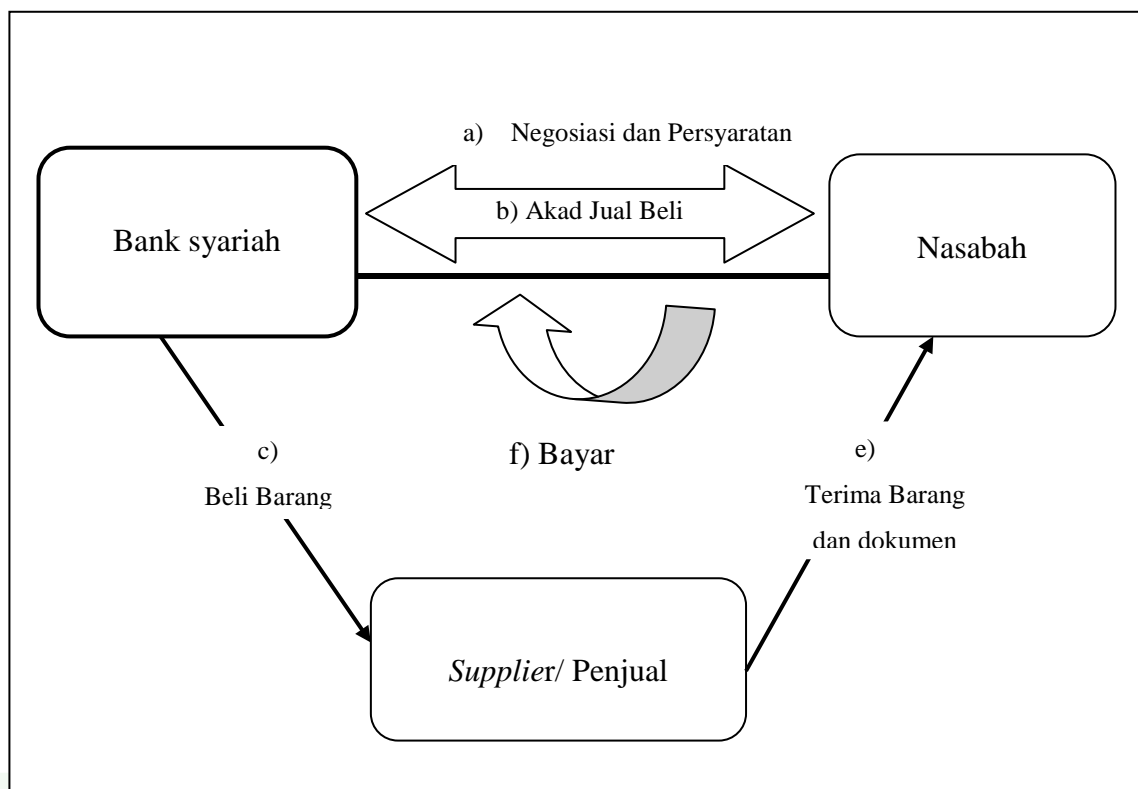 a) Negosiasi dan Persyaratan
b) Akad Jual Beli
Bank syariah
Nasabah
c)
Beli Barang
f) Bayar
e)
Terima Barang
dan dokumen
Supplier/ Penjual